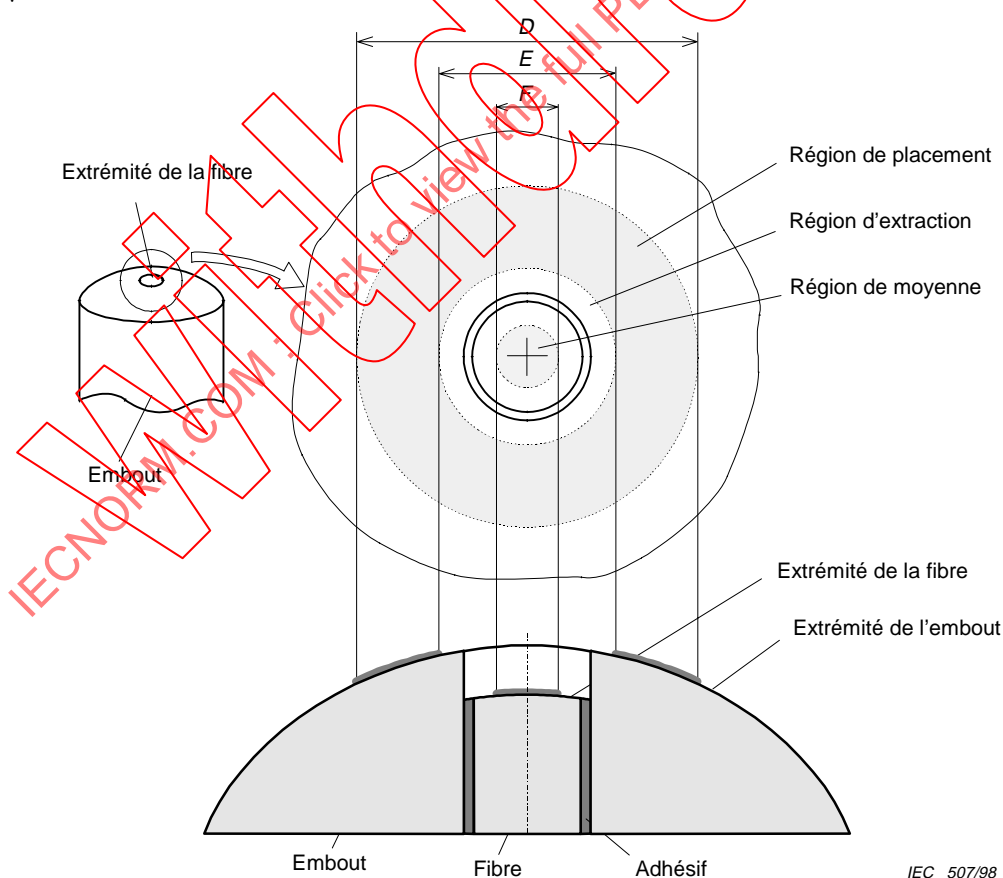 D
E
F
Extrémité de la fibre
Région de placement
Région d'extraction
Région de moyenne
Embout
IECNORM.COM : Click to view the full PD
Extrémité de la fibre
Extrémité de l'embout
Embout
Fibre
Adhésif
IEC 507/98